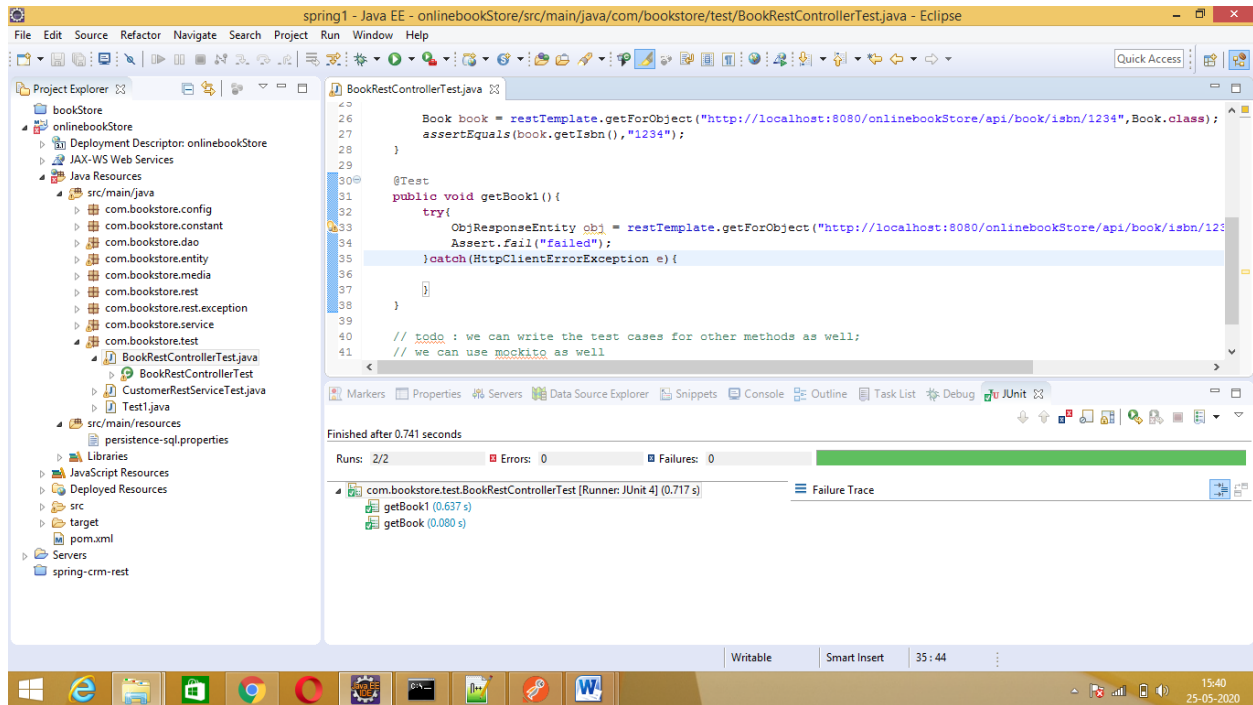 spring1 - Java EE - onlinebookStore/src/main/java/com/bookstore/test/BookRestControllerTest.java - Eclipse
File Edit Source Refactor Navigate Search Project Run Window Help
Quick Access
Project Explorer
bookStore
onlinebookStore
Deployment Descriptor: onlinebookStore
JAX-WS Web Services
Java Resources
src/main/java
com.bookstore.config
com.bookstore.constant
com.bookstore.dao
com.bookstore.entity
com.bookstore.media
com.bookstore.rest
com.bookstore.rest.exception
com.bookstore.service
com.bookstore.test
BookRestControllerTest.java
BookRestControllerTest
CustomerRestServiceTest.java
Test1.java
src/main/resources
persistence-sql.properties
Libraries
JavaScript Resources
Deployed Resources
src
target
pom.xml
Servers
spring-crm-rest
BookRestControllerTest.java
25
26 Book book = restTemplate.getForObject("http://localhost:8080/onlinebookStore/api/book/isbn/1234",Book.class);
27 assertEquals(book.getIsbn(),"1234");
28 }
29
30 @Test
31 public void getBook1(){
32 try{
33 ObjResponseEntity obj = restTemplate.getForObject("http://localhost:8080/onlinebookStore/api/book/isbn/123
34 Assert.fail("failed");
35 }catch(HttpClientErrorException e){
36
37 }
38 }
39
40 // todo : we can write the test cases for other methods as well;
41 // we can use mockito as well
Markers Properties Servers Data Source Explorer Snippets Console Outline Task List Debug JUnit
Finished after 0.741 seconds
Runs: 2/2 Errors: 0 Failures: 0
com.bookstore.test.BookRestControllerTest [Runner: JUnit 4] (0.717 s)
getBook1 (0.637 s)
getBook (0.080 s)
Failure Trace
Writable Smart Insert 35 : 44
15:40
25-05-2020